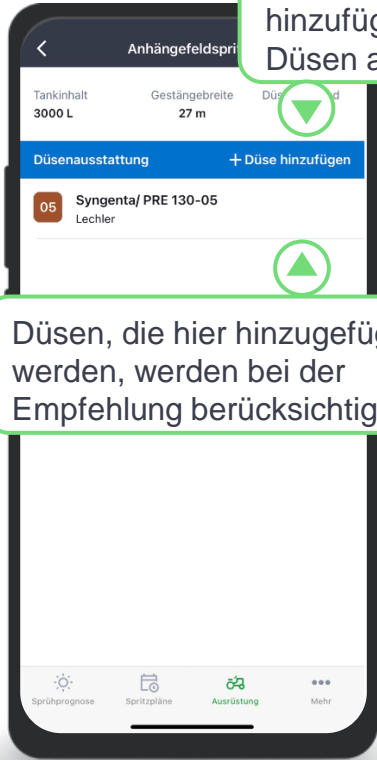 hinzufüg
Düsen a
Anhängefeldspri
Tankinhalt
3000 L
Gestängebreite
27 m
Düsenausstattung
+ Düse hinzufügen
05
Syngenta/ PRE 130-05
Lechler
Düsen, die hier hinzugefüg
werden, werden bei der
Empfehlung berücksichtig
Sprühprognose
Spritzpläne
Ausrüstung
Mehr